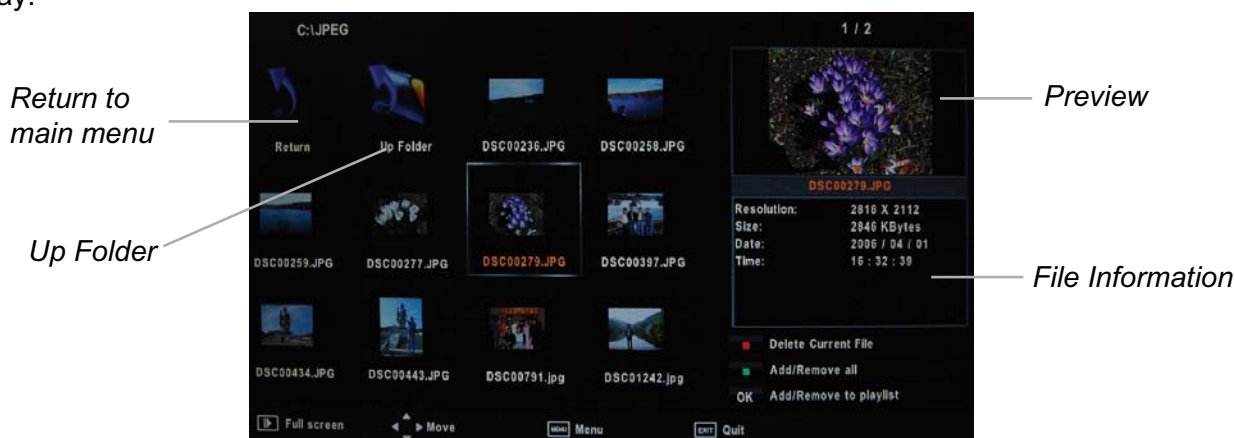 ay.
C:\JPEG
1 / 2
Return to
main menu
Preview
Return
Up Folder
DSC00236.JPG
DSC00258.JPG
DSC00279.JPG
Resolution: 2816 X 2112
Size: 2846 KBytes
Date: 2006 / 04 / 01
Time: 16 : 32 : 39
Up Folder
File Information
DSC00259.JPG
DSC00277.JPG
DSC00279.JPG
DSC00397.JPG
Delete Current File
Add/Remove all
OK Add/Remove to playlist
DSC00434.JPG
DSC00443.JPG
DSC00791.jpg
DSC01242.jpg
Full screen
Move
MENU Menu
EXIT Quit